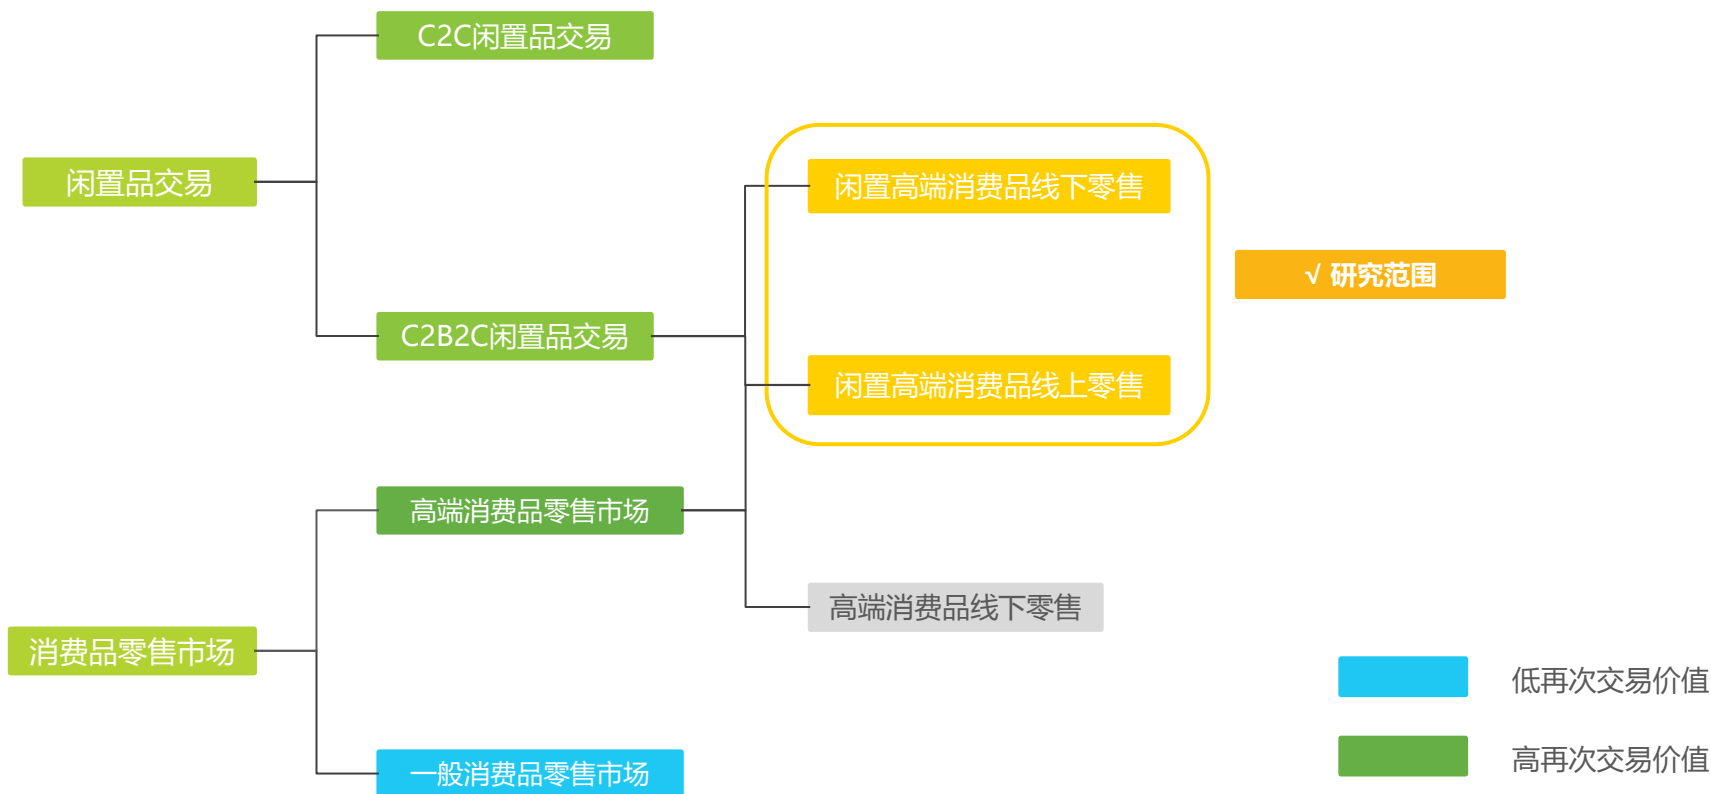 C2C闲置品交易
闲置品交易
闲置高端消费品线下零售
√ 研究范围
C2B2C闲置品交易
闲置高端消费品线上零售
高端消费品零售市场
高端消费品线下零售
消费品零售市场
低再次交易价值
高再次交易价值
一般消费品零售市场